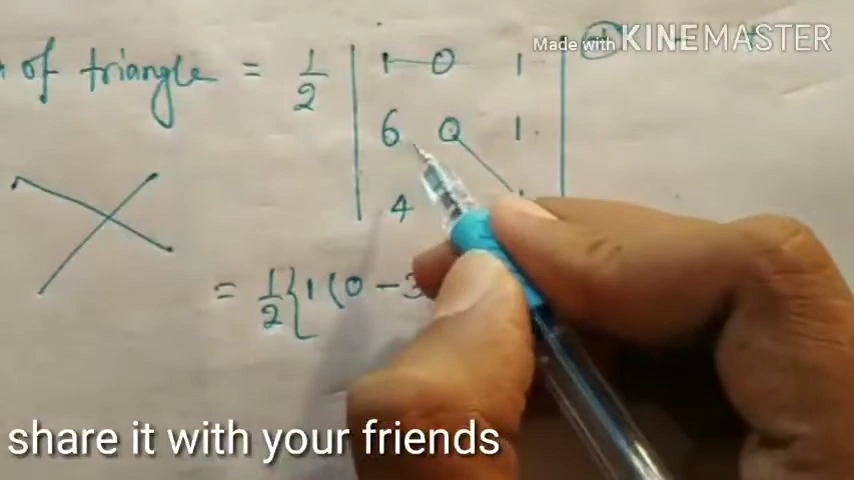 Made with KINEMASTER
of triangle = 1/2 | 1 0 1 |
6 0 1
4
= 1/2 { 1 ( 0 - 3
share it with your friends